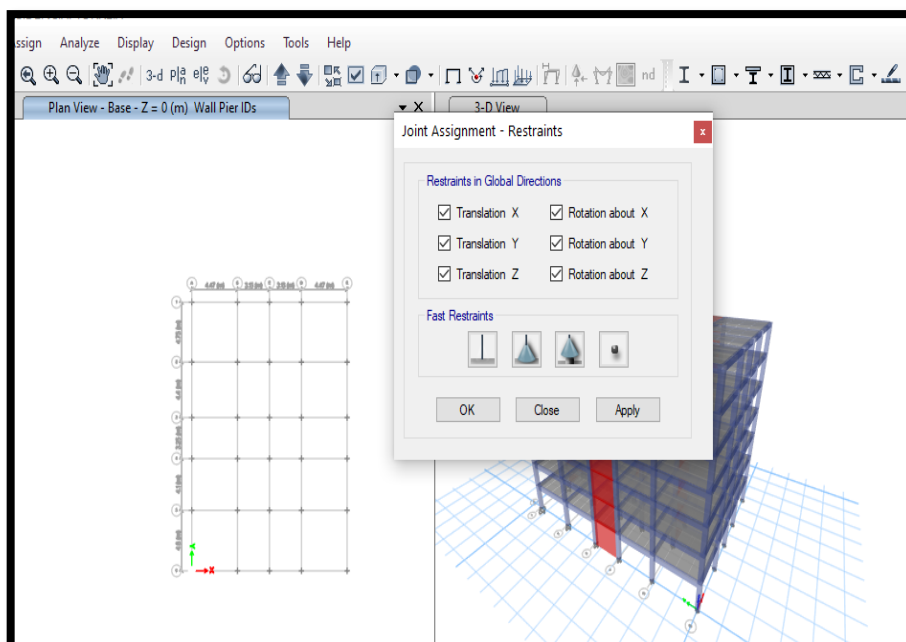 ssign Analyze Display Design Options Tools Help
3-d
nd
Plan View - Base - Z = 0 (m) Wall Pier IDs
X
3-D View
Joint Assignment - Restraints
x
Restraints in Global Directions
Translation X
Rotation about X
Translation Y
Rotation about Y
Translation Z
Rotation about Z
Fast Restraints
OK Close Apply
X